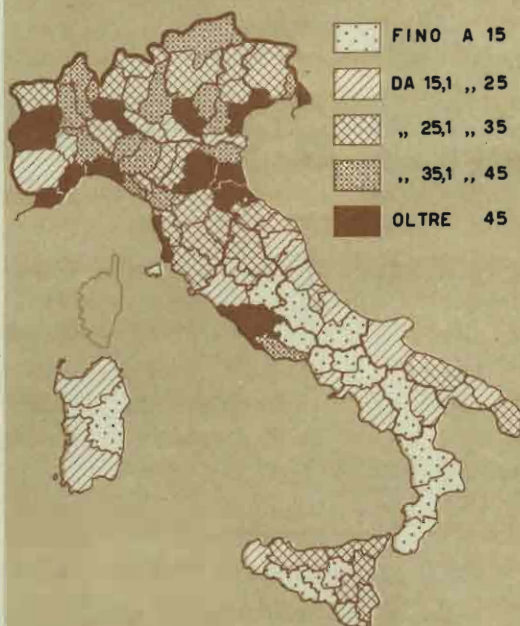 FINO A 15
DA 15,1 ,, 25
,, 25,1 ,, 35
,, 35,1 ,, 45
OLTRE 45